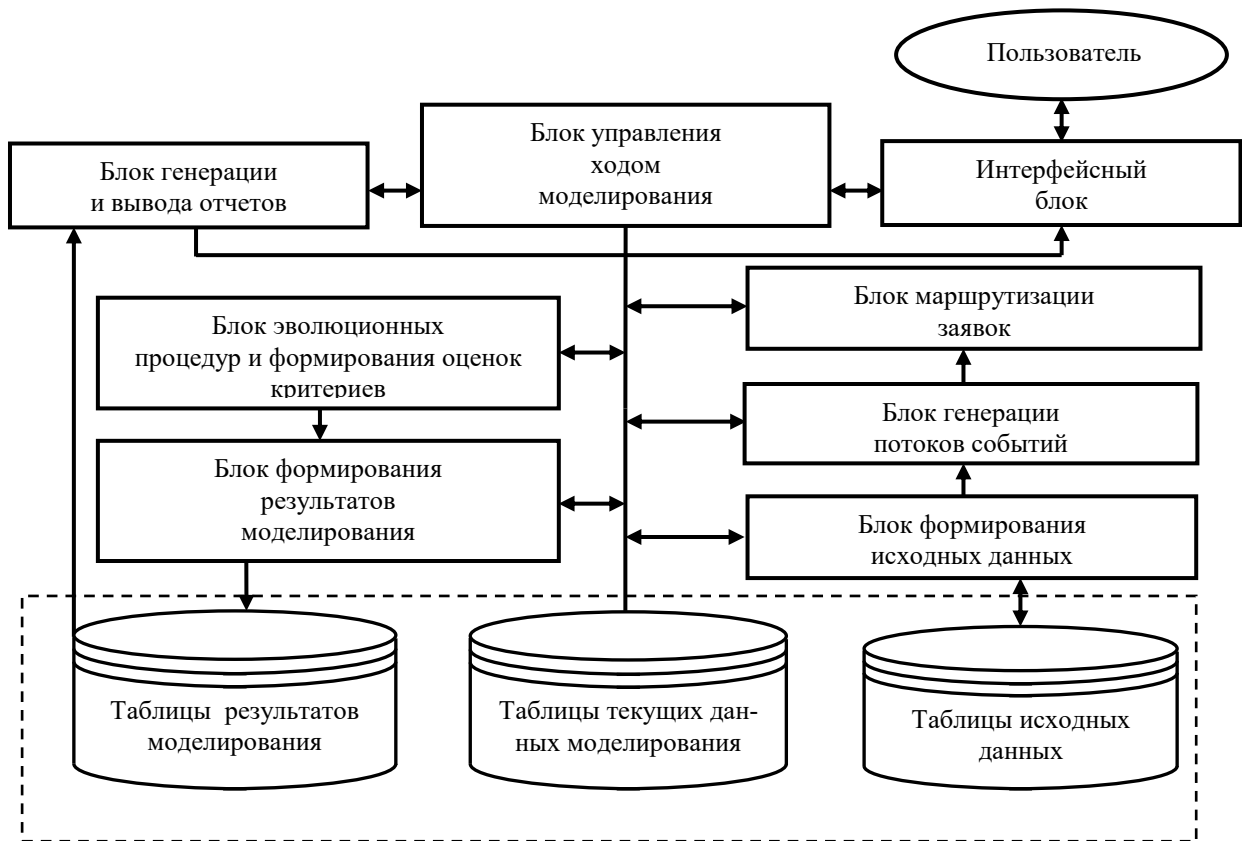 Пользователь
Блок управления
ходом
моделирования
Блок генерации
и вывода отчетов
Интерфейсный
блок
Блок маршрутизации
заявок
Блок эволюционных
процедур и формирования оценок
критериев
Блок генерации
потоков событий
Блок формирования
результатов
моделирования
Блок формирования
исходных данных
Таблицы результатов
моделирования
Таблицы текущих дан-
ных моделирования
Таблицы исходных
данных